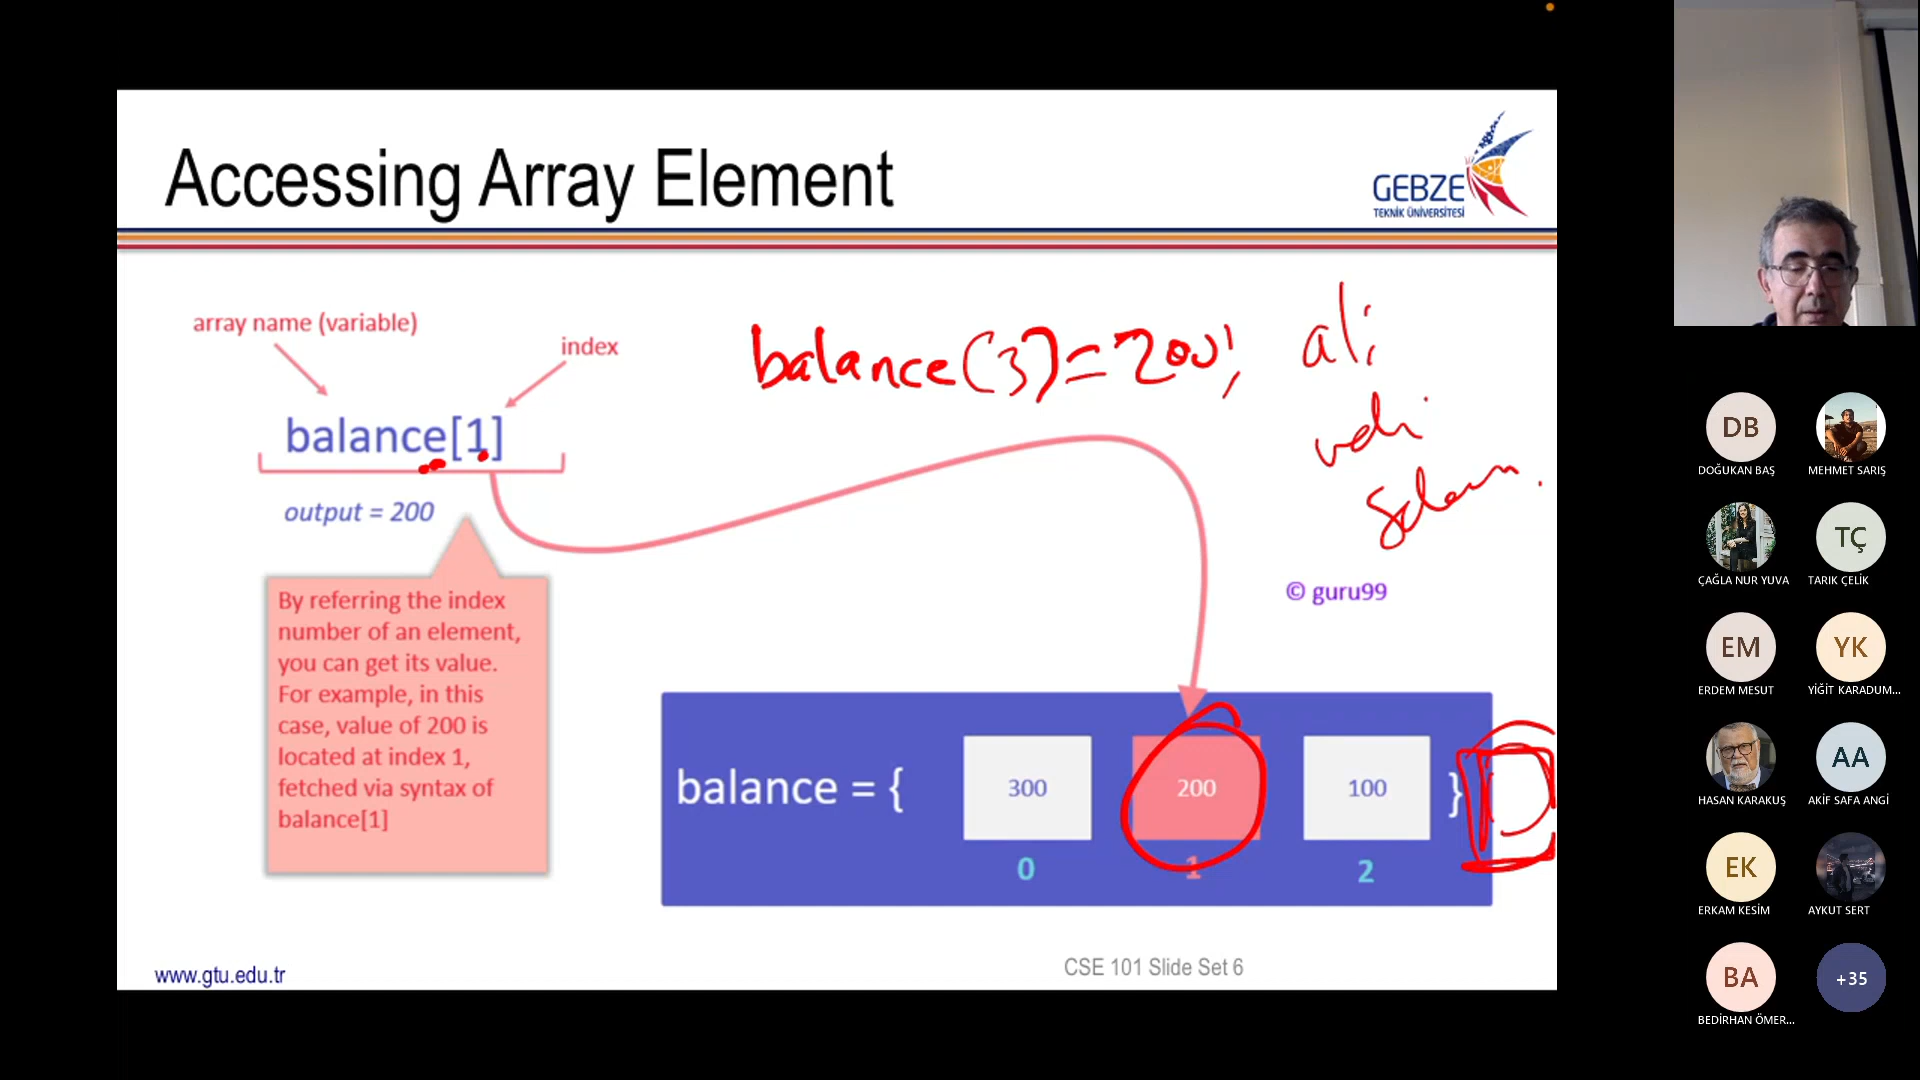 Accessing Array Element
GEBZE
TEKNİK ÜNİVERSİTESİ
array name (variable)
index
balance[1]
output = 200
balance(3)=200;
ali
veli
Selam.
By referring the index
number of an element,
you can get its value.
For example, in this
case, value of 200 is
located at index 1,
fetched via syntax of
balance[1]
© guru99
balance = { 300 200 100 }
0 1 2
www.gtu.edu.tr
CSE 101 Slide Set 6
DB
DOĞUKAN BAŞ
MEHMET SARIŞ
ÇAĞLA NUR YUVA
TÇ
TARIK ÇELİK
EM
ERDEM MESUT
YK
YİĞİT KARADUM...
HASAN KARAKUŞ
AA
AKİF SAFA ANGİ
EK
ERKAM KESİM
AYKUT SERT
BA
BEDİRHAN ÖMER...
+35